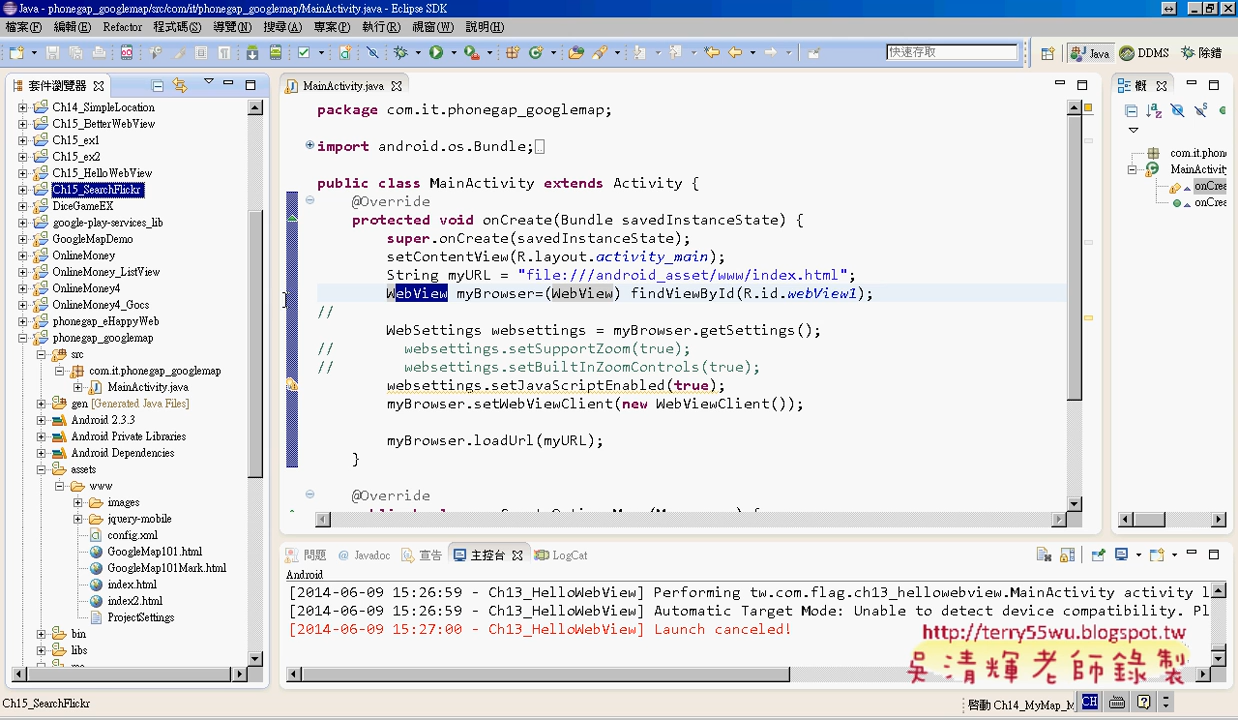 Java - phonegap_googlemap/src/com/it/phonegap_googlemap/MainActivity.java - Eclipse SDK
檔案(F) 編輯(E) Refactor 程式碼(S) 導覽(N) 搜尋(A) 專案(P) 執行(R) 視窗(W) 說明(H)
快速存取
Java
DDMS
除錯
套件瀏覽器
Ch14_SimpleLocation
Ch15_BetterWebView
Ch15_ex1
Ch15_ex2
Ch15_HelloWebView
Ch15_SearchFlickr
DiceGameEX
google-play-services_lib
GoogleMapDemo
OnlineMoney
OnlineMoney_ListView
OnlineMoney4
OnlineMoney4_Gocs
phonegap_eHappyWeb
phonegap_googlemap
src
com.it.phonegap_googlemap
MainActivity.java
gen [Generated Java Files]
Android 2.3.3
Android Private Libraries
Android Dependencies
assets
www
images
jquery-mobile
config.xml
GoogleMap101.html
GoogleMap101Mark.html
index.html
index2.html
ProjectSettings
bin
libs
MainActivity.java
package com.it.phonegap_googlemap;
import android.os.Bundle;
public class MainActivity extends Activity {
@Override
protected void onCreate(Bundle savedInstanceState) {
super.onCreate(savedInstanceState);
setContentView(R.layout.activity_main);
String myURL = "file:///android_asset/www/index.html";
WebView myBrowser=(WebView) findViewById(R.id.webView1);
//
WebSettings websettings = myBrowser.getSettings();
// websettings.setSupportZoom(true);
// websettings.setBuiltInZoomControls(true);
websettings.setJavaScriptEnabled(true);
myBrowser.setWebViewClient(new WebViewClient());
myBrowser.loadUrl(myURL);
}
@Override
概
com.it.phon
MainActivity
onCrea
onCrea
問題 @ Javadoc 宣告 主控台 LogCat
Android
[2014-06-09 15:26:59 - Ch13_HelloWebView] Performing tw.com.flag.ch13_hellowebview.MainActivity activity l
[2014-06-09 15:26:59 - Ch13_HelloWebView] Automatic Target Mode: Unable to detect device compatibility. Pl
[2014-06-09 15:27:00 - Ch13_HelloWebView] Launch canceled!
http://terry55wu.blogspot.tw
吳清輝老師錄製
Ch15_SearchFlickr
啟動 Ch14_MyMap_M
CH